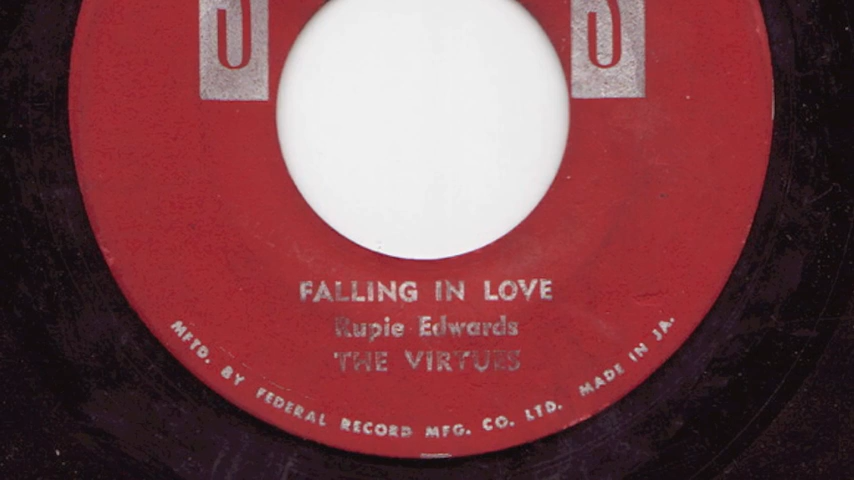 FALLING IN LOVE
Rupie Edwards
THE VIRTUES
MFTD. BY FEDERAL RECORD MFG. CO. LTD. MADE IN JA.